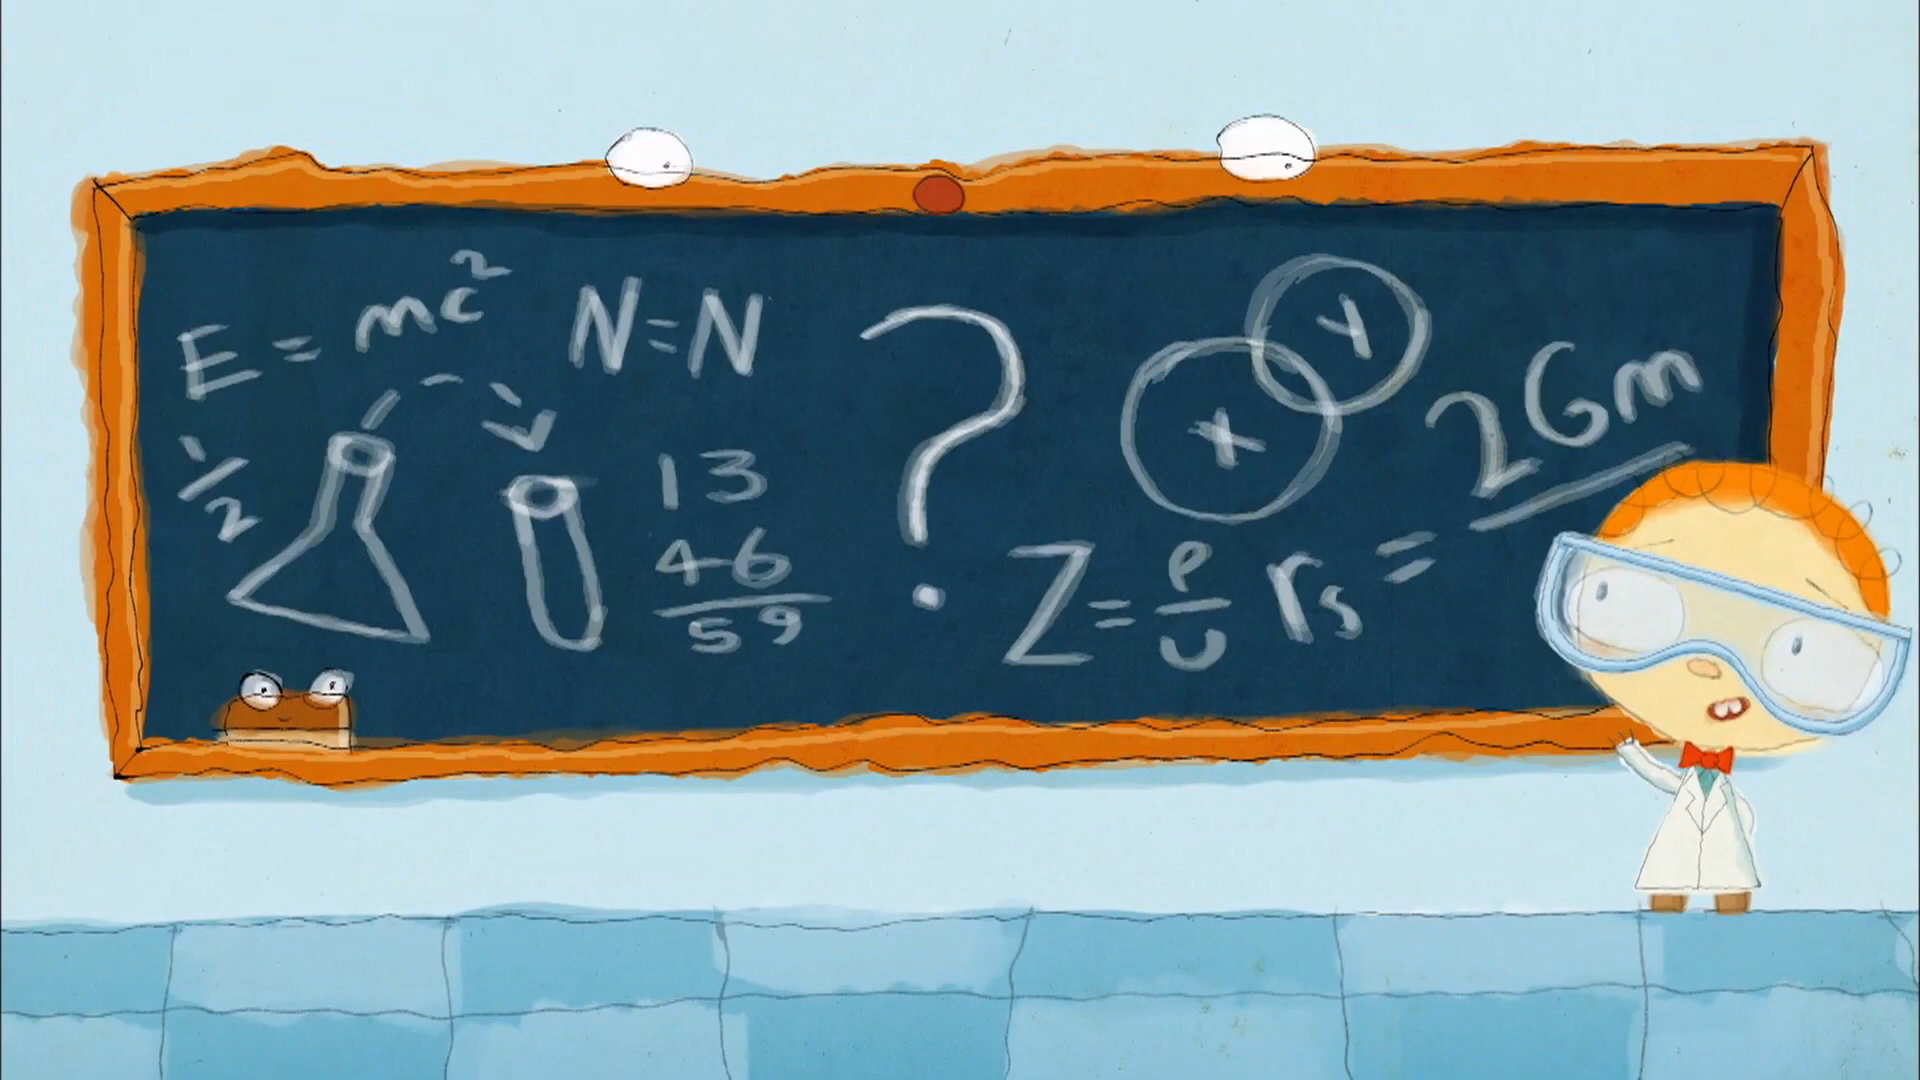 E = mc²
N=N
½
13
46
59
?
X
Y
Z = P/U
rs = 2Gm